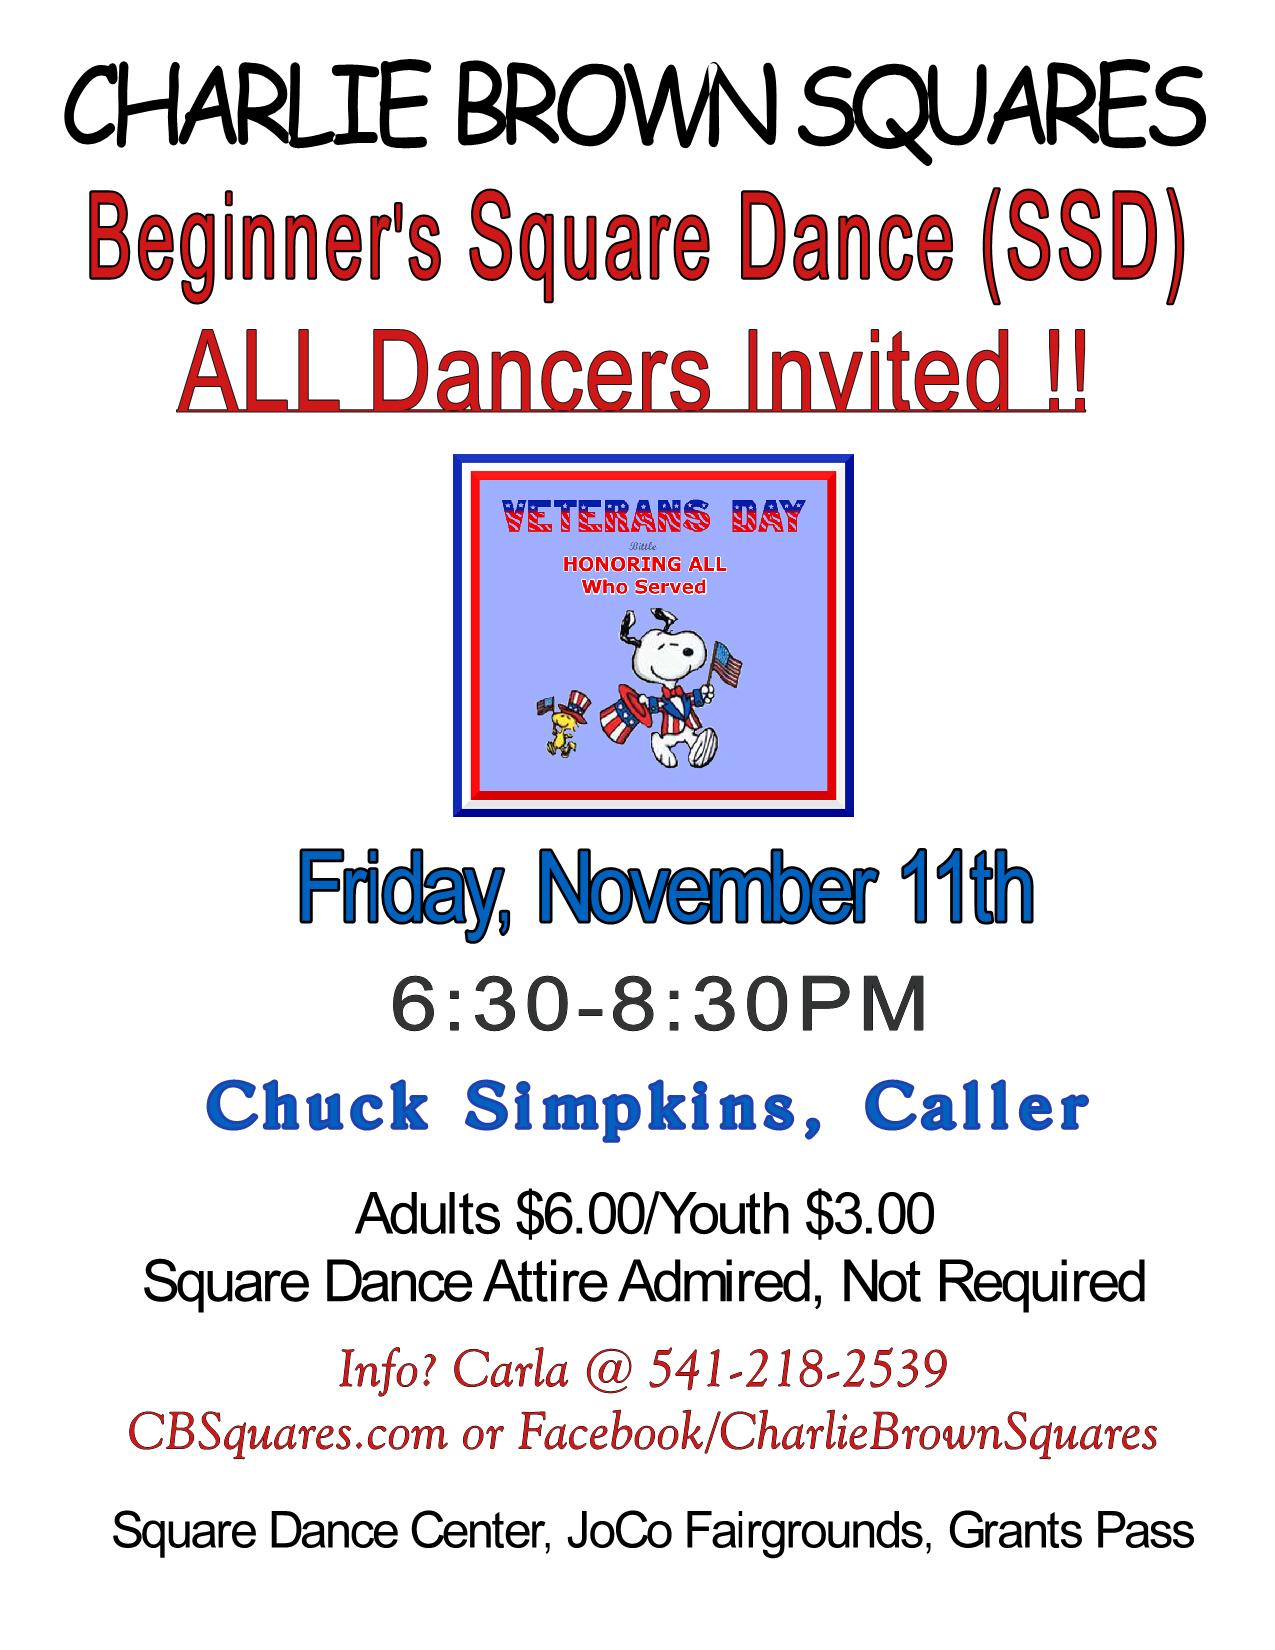 CHARLIE BROWN SQUARES
Beginner's Square Dance (SSD)
ALL Dancers Invited !!
VETERANS DAY
Bittle
HONORING ALL
Who Served
Friday, November 11th
6:30-8:30PM
Chuck Simpkins, Caller
Adults $6.00/Youth $3.00
Square Dance Attire Admired, Not Required
Info? Carla @ 541-218-2539
CBSquares.com or Facebook/CharlieBrownSquares
Square Dance Center, JoCo Fairgrounds, Grants Pass